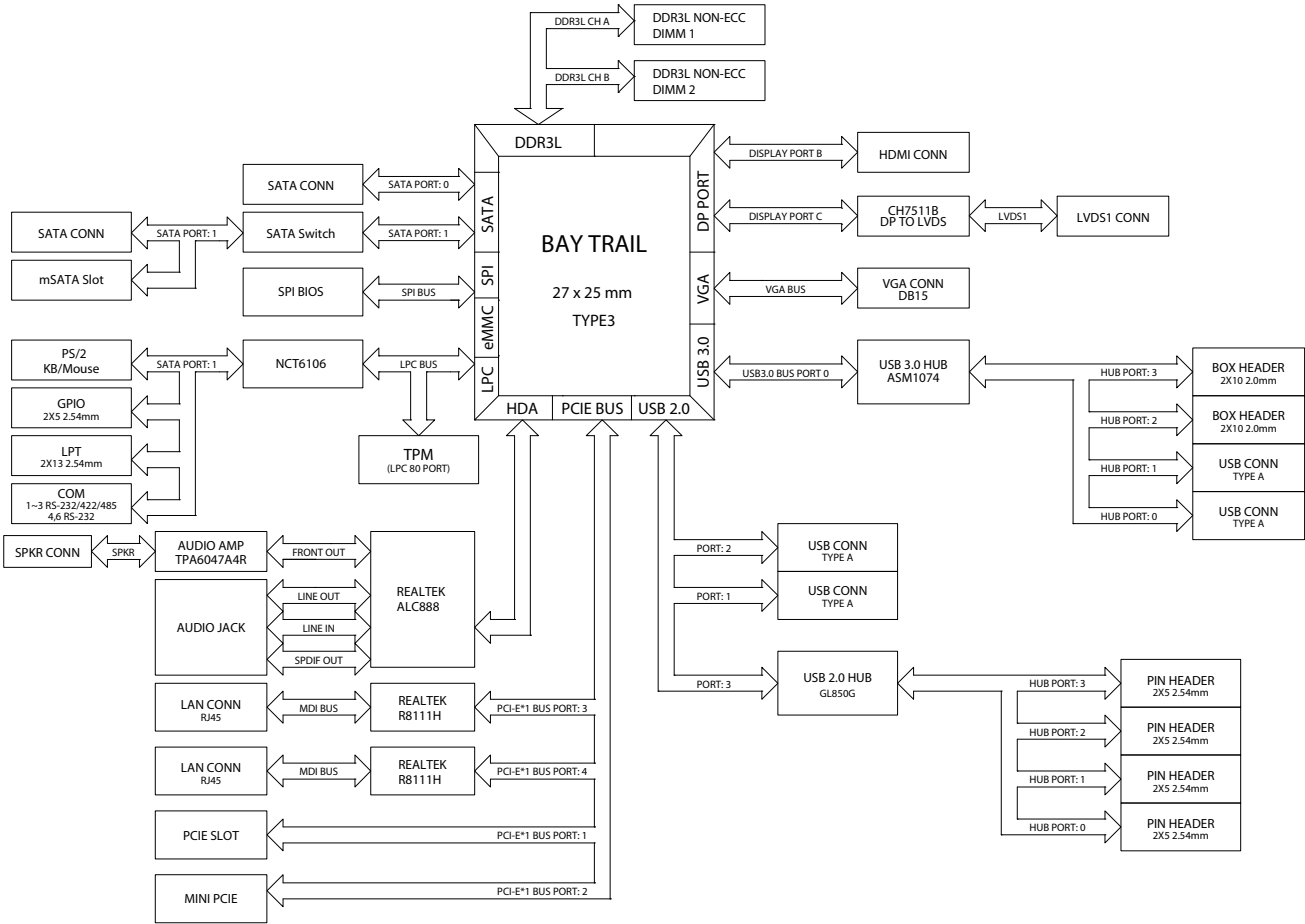 DDR3L CH A
DDR3L NON-ECC
DIMM 1
DDR3L CH B
DDR3L NON-ECC
DIMM 2
DDR3L
SATA
SPI
eMMC
LPC
BAY TRAIL
27 x 25 mm
TYPE3
DP PORT
VGA
USB 3.0
HDA
PCIE BUS
USB 2.0
SATA CONN
SATA PORT: 0
SATA CONN
SATA PORT: 1
SATA Switch
SATA PORT: 1
mSATA Slot
SPI BIOS
SPI BUS
PS/2
KB/Mouse
SATA PORT: 1
NCT6106
LPC BUS
GPIO
2X5 2.54mm
LPT
2X13 2.54mm
COM
1~3 RS-232/422/485
4,6 RS-232
TPM
(LPC 80 PORT)
SPKR CONN
SPKR
AUDIO AMP
TPA6047A4R
FRONT OUT
AUDIO JACK
LINE OUT
LINE IN
SPDIF OUT
REALTEK
ALC888
LAN CONN
RJ45
MDI BUS
REALTEK
R8111H
PCI-E*1 BUS PORT: 3
LAN CONN
RJ45
MDI BUS
REALTEK
R8111H
PCI-E*1 BUS PORT: 4
PCIE SLOT
PCI-E*1 BUS PORT: 1
MINI PCIE
PCI-E*1 BUS PORT: 2
DISPLAY PORT B
HDMI CONN
DISPLAY PORT C
CH7511B
DP TO LVDS
LVDS1
LVDS1 CONN
VGA BUS
VGA CONN
DB15
USB3.0 BUS PORT 0
USB 3.0 HUB
ASM1074
HUB PORT: 3
BOX HEADER
2X10 2.0mm
HUB PORT: 2
BOX HEADER
2X10 2.0mm
HUB PORT: 1
USB CONN
TYPE A
HUB PORT: 0
USB CONN
TYPE A
PORT: 2
USB CONN
TYPE A
PORT: 1
USB CONN
TYPE A
PORT: 3
USB 2.0 HUB
GL850G
HUB PORT: 3
PIN HEADER
2X5 2.54mm
HUB PORT: 2
PIN HEADER
2X5 2.54mm
HUB PORT: 1
PIN HEADER
2X5 2.54mm
HUB PORT: 0
PIN HEADER
2X5 2.54mm